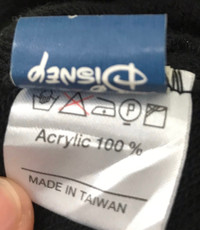 Disney
P
Acrylic 100 %
MADE IN TAIWAN